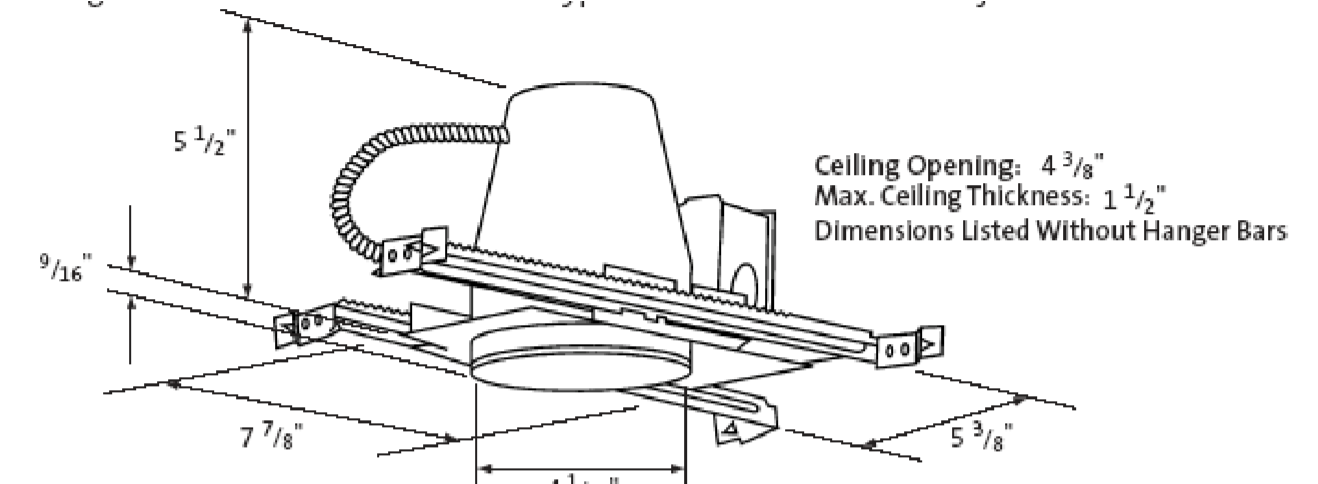 5 1/2"
Ceiling Opening: 4 3/8"
Max. Ceiling Thickness: 1 1/2"
Dimensions Listed Without Hanger Bars
9/16"
7 7/8"
5 3/8"